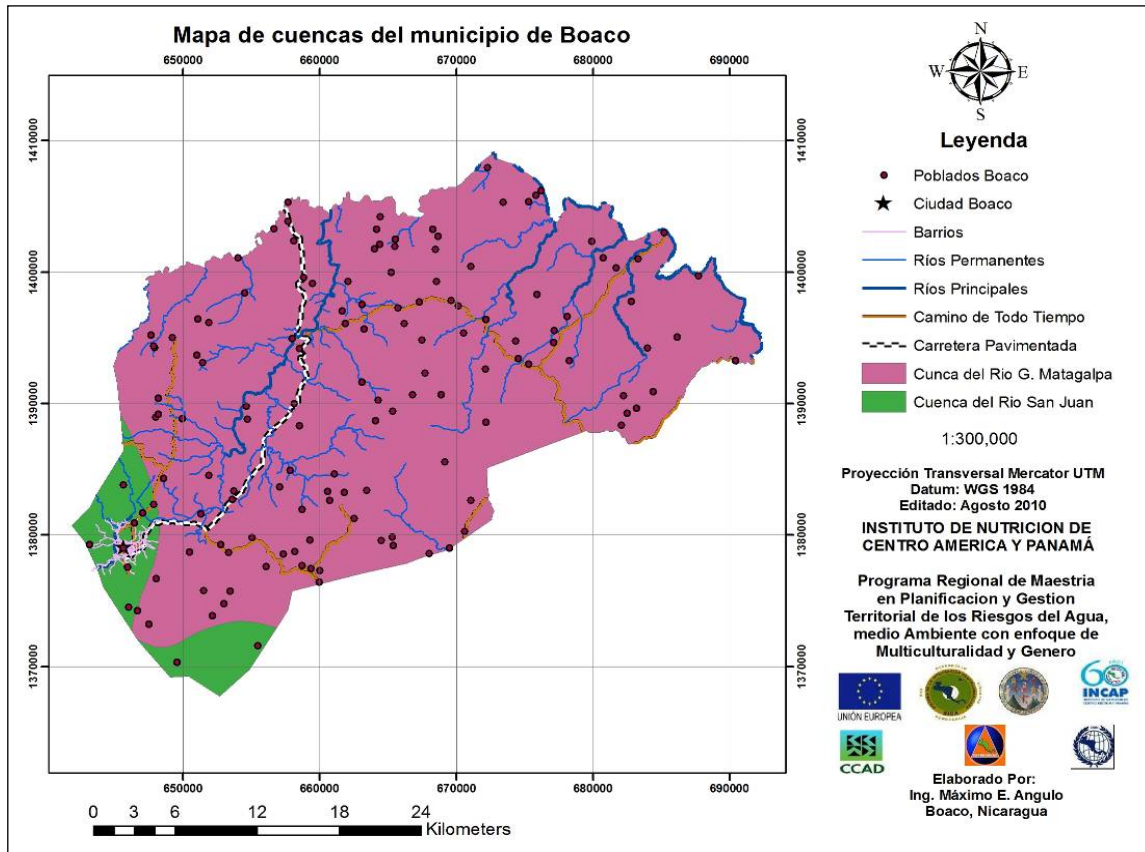 Mapa de cuencas del municipio de Boaco
650000 660000 670000 680000 690000
1410000 1410000
1400000 1400000
1390000 1390000
1380000 1380000
1370000 1370000
650000 660000 670000 680000 690000
0 3 6 12 18 24
Kilometers
N
W E
S
Leyenda
Poblados Boaco
Ciudad Boaco
Barrios
Ríos Permanentes
Ríos Principales
Camino de Todo Tiempo
Carretera Pavimentada
Cunca del Rio G. Matagalpa
Cuenca del Rio San Juan
1:300,000
Proyección Transversal Mercator UTM
Datum: WGS 1984
Editado: Agosto 2010
INSTITUTO DE NUTRICION DE
CENTRO AMERICA Y PANAMÁ
Programa Regional de Maestria
en Planificacion y Gestion
Territorial de los Riesgos del Agua,
medio Ambiente con enfoque de
Multiculturalidad y Genero
UNIÓN EUROPEA
60
INCAP
CCAD
Elaborado Por:
Ing. Máximo E. Angulo
Boaco, Nicaragua